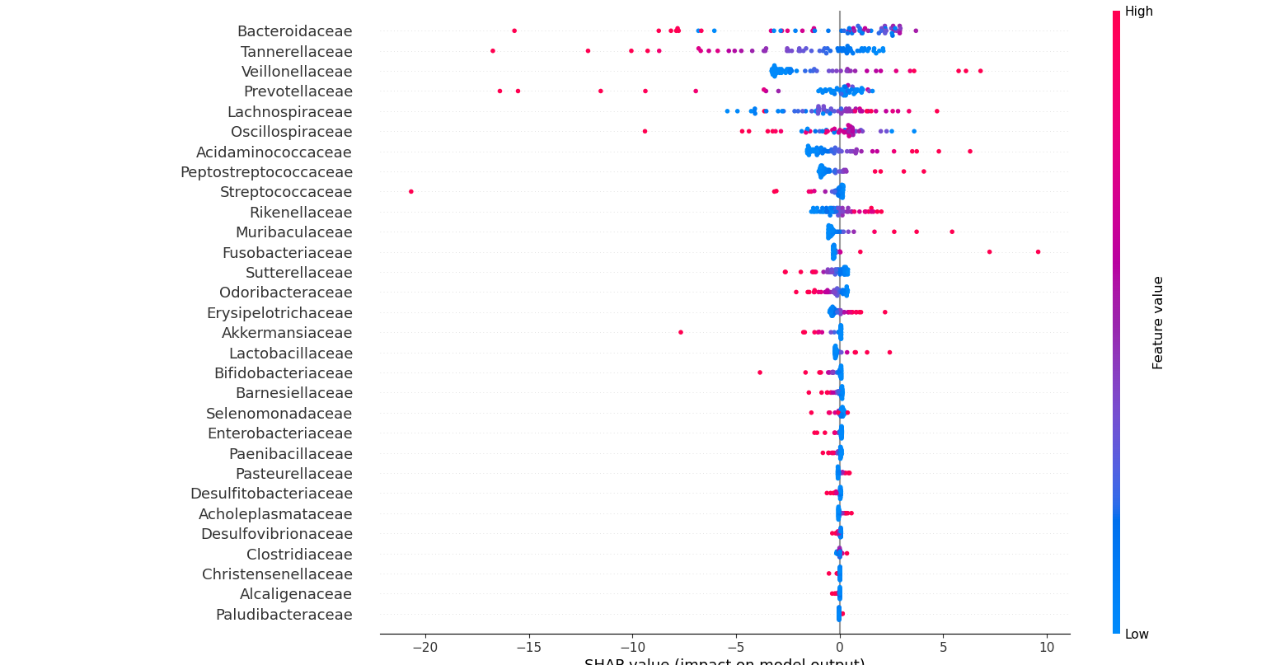 High
Bacteroidaceae
Tannerellaceae
Veillonellaceae
Prevotellaceae
Lachnospiraceae
Oscillospiraceae
Acidaminococcaceae
Peptostreptococcaceae
Streptococcaceae
Rikenellaceae
Muribaculaceae
Fusobacteriaceae
Sutterellaceae
Odoribacteraceae
Erysipelotrichaceae
Akkermansiaceae
Lactobacillaceae
Bifidobacteriaceae
Barnesiellaceae
Selenomonadaceae
Enterobacteriaceae
Paenibacillaceae
Pasteurellaceae
Desulfitobacteriaceae
Acholeplasmataceae
Desulfovibrionaceae
Clostridiaceae
Christensenellaceae
Alcaligenaceae
Paludibacteraceae
Feature value
Low
−20 −15 −10 −5 0 5 10
SHAP value (impact on model output)